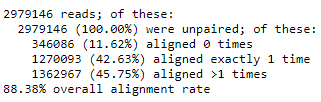 2979146 reads; of these:
2979146 (100.00%) were unpaired; of these:
346086 (11.62%) aligned 0 times
1270093 (42.63%) aligned exactly 1 time
1362967 (45.75%) aligned >1 times
88.38% overall alignment rate